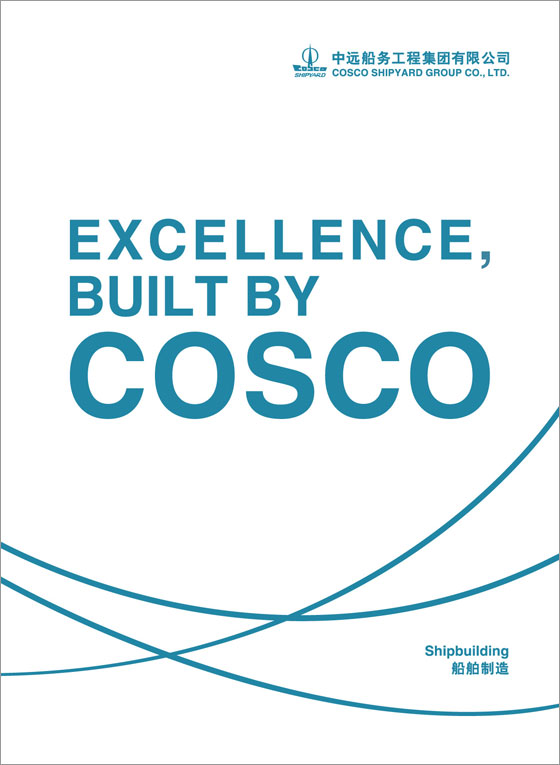 COSCO
SHIPYARD
中远船务工程集团有限公司
COSCO SHIPYARD GROUP CO., LTD.
EXCELLENCE,
BUILT BY
COSCO
Shipbuilding
船舶制造